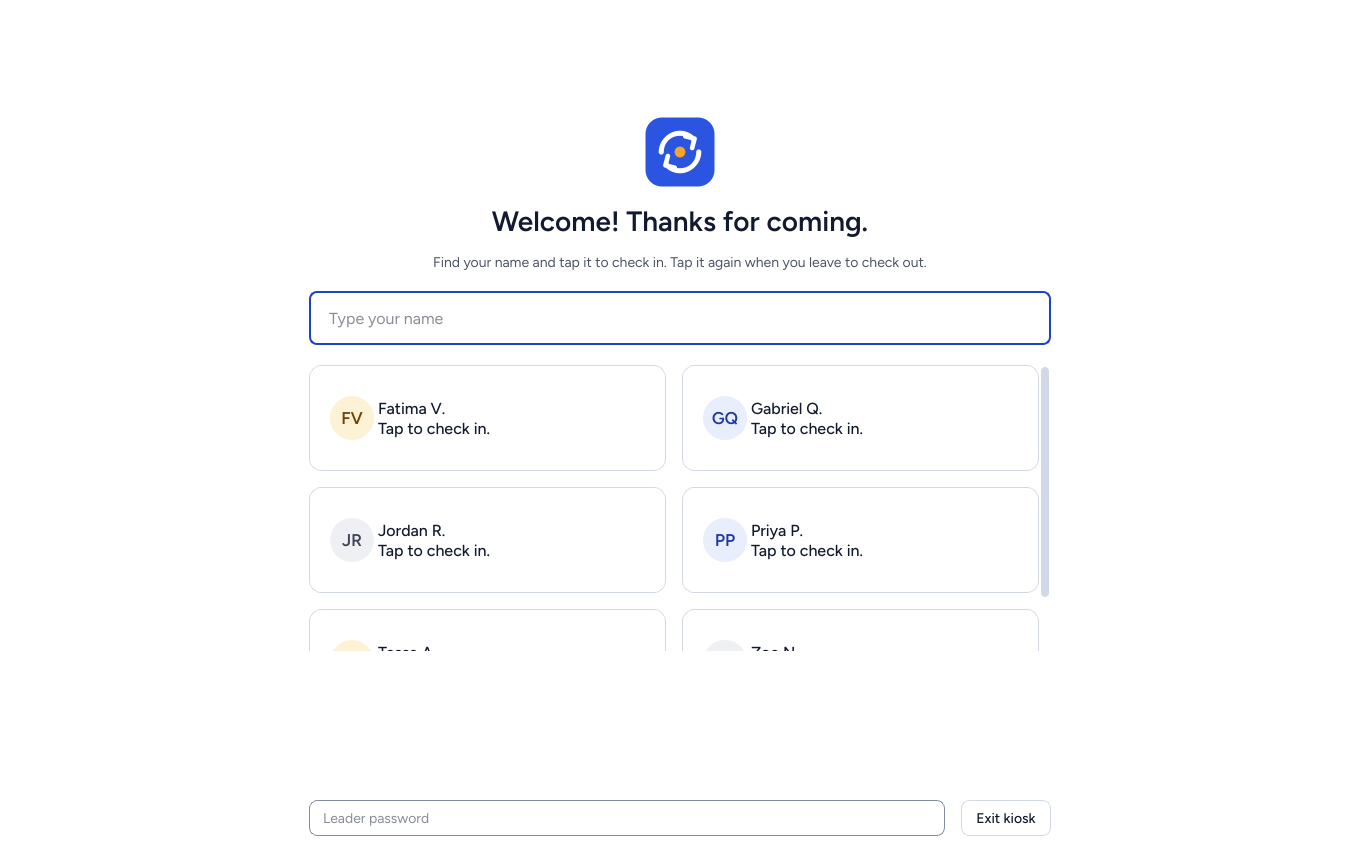 Welcome! Thanks for coming.
Find your name and tap it to check in. Tap it again when you leave to check out.
Type your name
FV
Fatima V.
Tap to check in.
GQ
Gabriel Q.
Tap to check in.
JR
Jordan R.
Tap to check in.
PP
Priya P.
Tap to check in.
Leader password
Exit kiosk